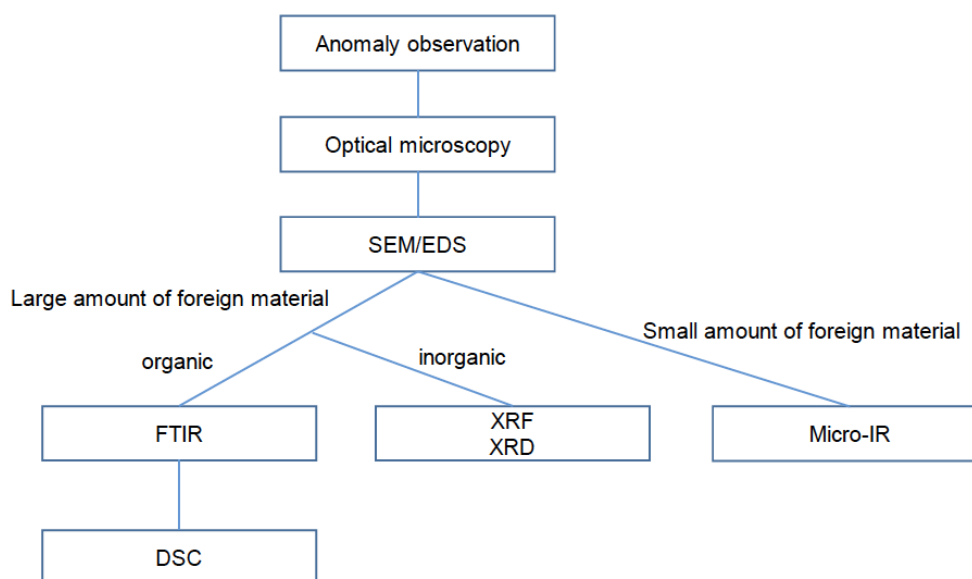 Anomaly observation
Optical microscopy
SEM/EDS
Large amount of foreign material
Small amount of foreign material
organic
inorganic
FTIR
XRF
XRD
Micro-IR
DSC